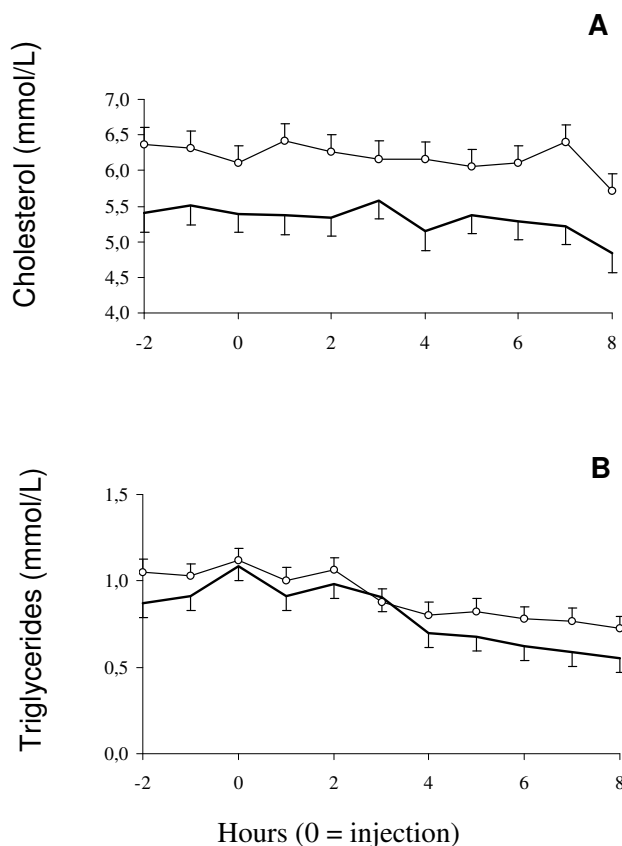 A
Cholesterol (mmol/L)
7,0
6,5
6,0
5,5
5,0
4,5
4,0
-2 0 2 4 6 8
B
Triglycerides (mmol/L)
1,5
1,0
0,5
0,0
-2 0 2 4 6 8
Hours (0 = injection)